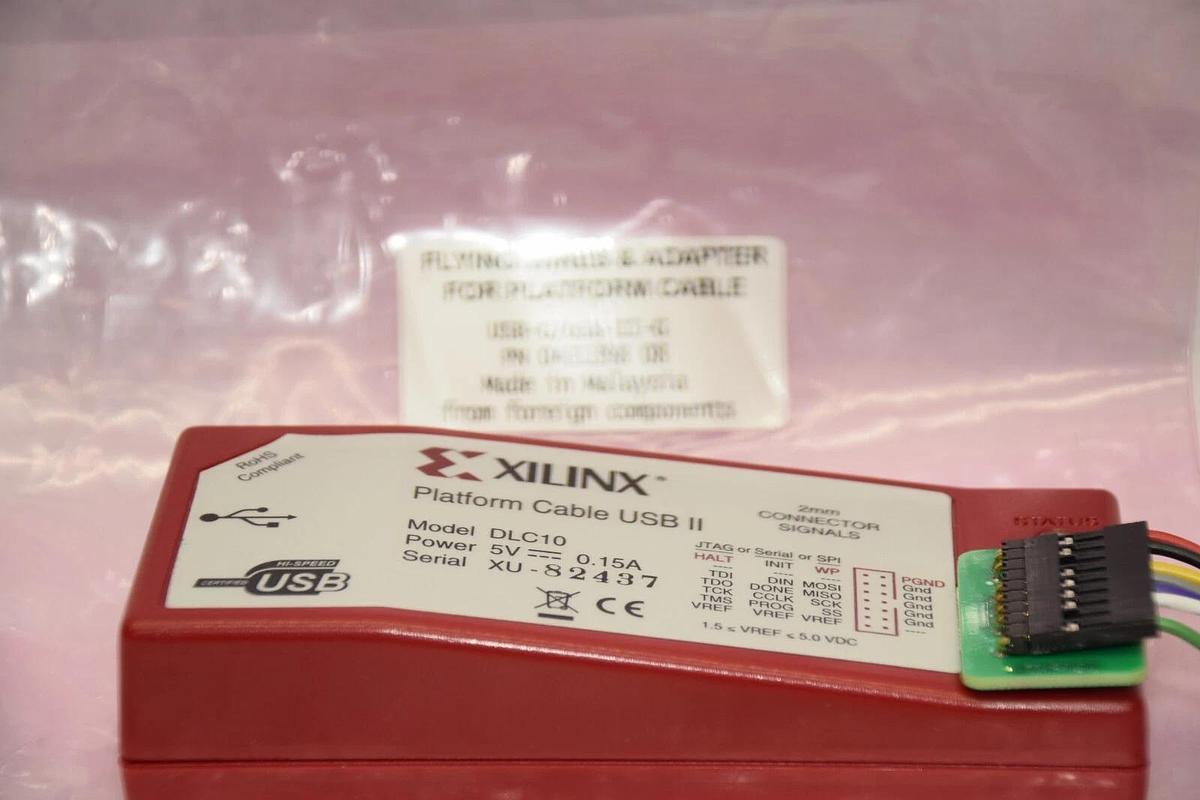 FLYING & ADAPTER
FOR PLATFORM CABLE
PN
Made in Malaysia
from foreign components
RoHS
Compliant
XILINX
Platform Cable USB II
Model DLC10
Power 5V 0.15A
Serial XU-82437
HI-SPEED
CERTIFIED USB
CE
2mm
CONNECTOR
SIGNALS
JTAG or Serial or SPI
HALT INIT WP
---- ---- ---- PGND
TDI DIN MOSI Gnd
TDO DONE MISO Gnd
TCK CCLK SCK Gnd
TMS PROG SS Gnd
VREF VREF VREF ----
1.5 ≤ VREF ≤ 5.0 VDC
STATUS